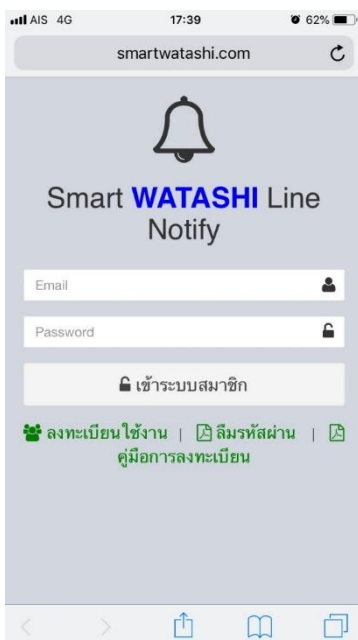 AIS 4G 17:39 62%
smartwatashi.com
Smart WATASHI Line
Notify
Email
Password
เข้าระบบสมาชิก
ลงทะเบียนใช้งาน | ลืมรหัสผ่าน |
คู่มือการลงทะเบียน